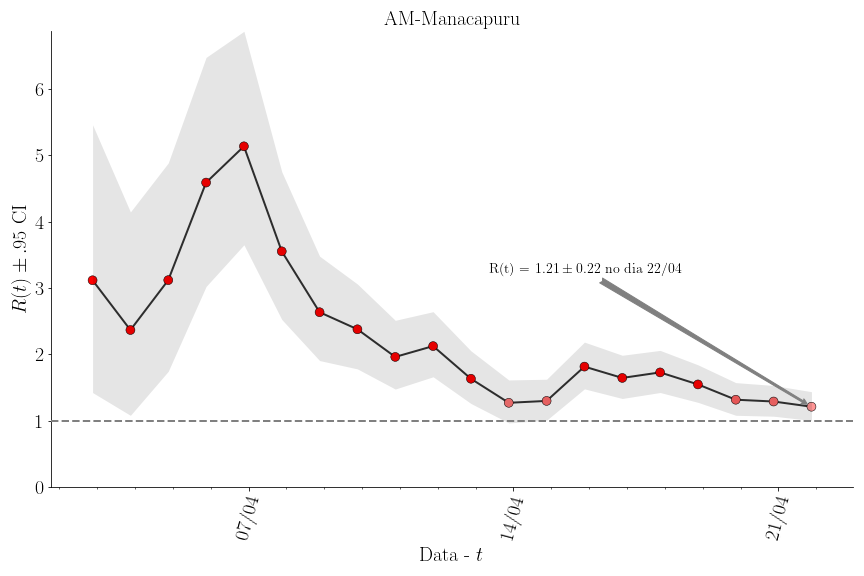 AM-Manacapuru
R(t) ± .95 CI
6
5
4
3
2
1
0
R(t) = 1.21 ± 0.22 no dia 22/04
07/04
14/04
21/04
Data - t